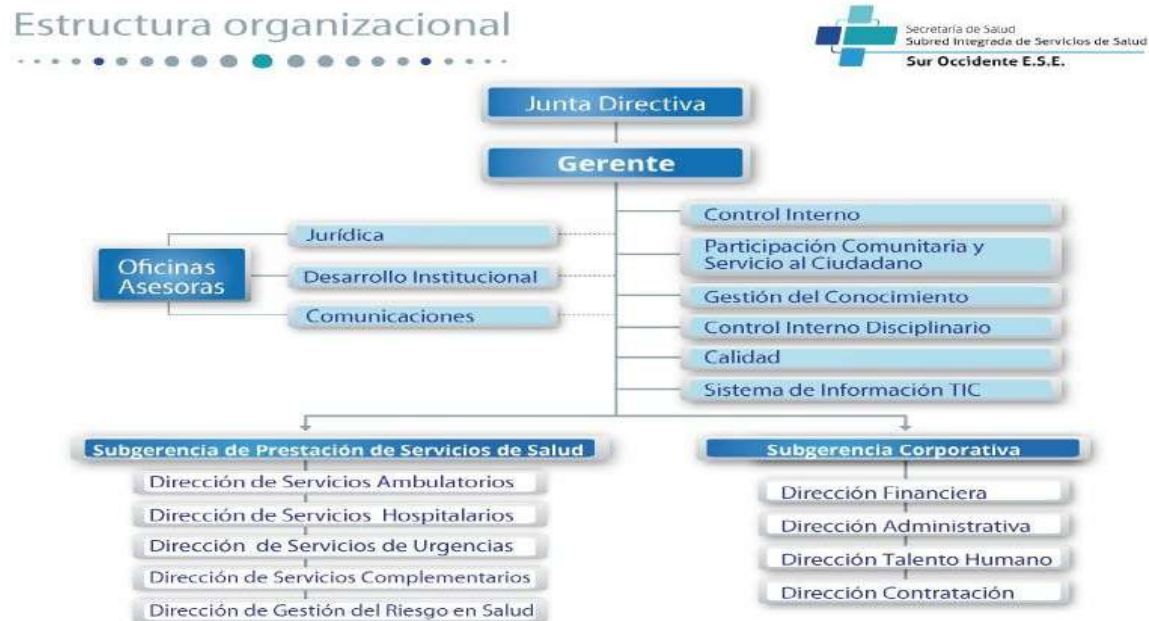 Estructura organizacional
Secretaría de Salud
Subred Integrada de Servicios de Salud
Sur Occidente E.S.E.
Junta Directiva
Gerente
Oficinas
Asesoras
Jurídica
Desarrollo Institucional
Comunicaciones
Control Interno
Participación Comunitaria y
Servicio al Ciudadano
Gestión del Conocimiento
Control Interno Disciplinario
Calidad
Sistema de Información TIC
Subgerencia de Prestación de Servicios de Salud
Dirección de Servicios Ambulatorios
Dirección de Servicios Hospitalarios
Dirección de Servicios de Urgencias
Dirección de Servicios Complementarios
Dirección de Gestión del Riesgo en Salud
Subgerencia Corporativa
Dirección Financiera
Dirección Administrativa
Dirección Talento Humano
Dirección Contratación